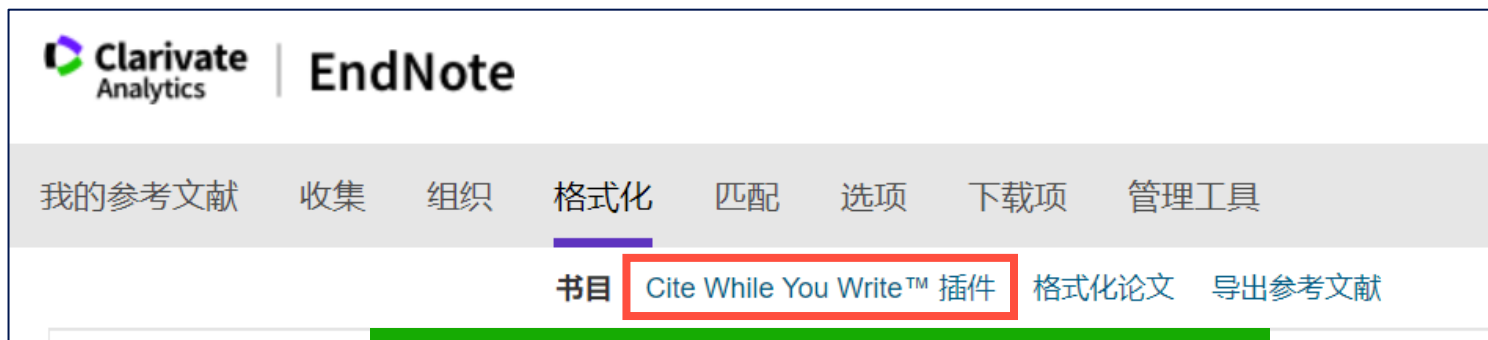 Clarivate
Analytics
EndNote
我的参考文献 收集 组织 格式化 匹配 选项 下载项 管理工具
书目 Cite While You Write™ 插件 格式化论文 导出参考文献